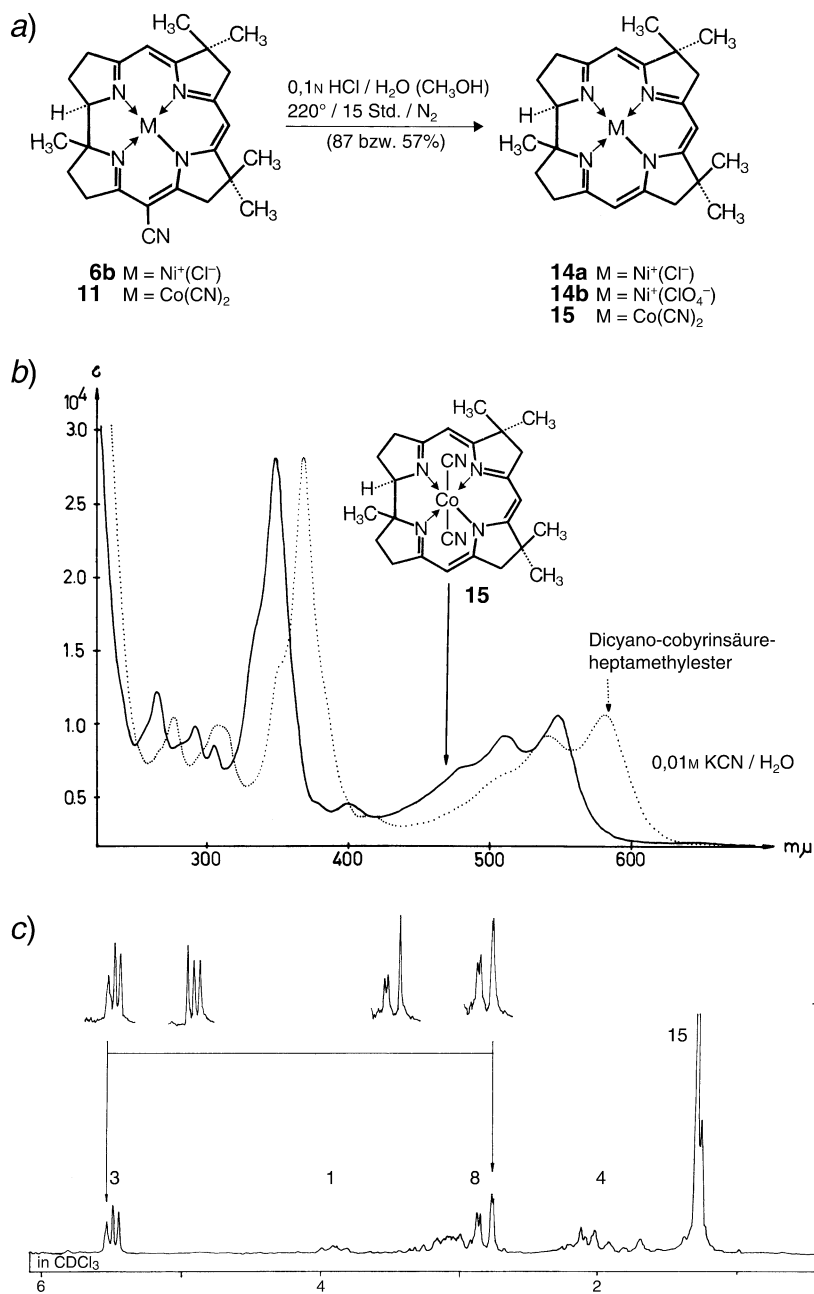 a)
CH₃
CH₃
N
N
H
M
H₃C
N
N
CH₃
CH₃
CN
0,1N HCl / H₂O (CH₃OH)
220° / 15 Std. / N₂
(87 bzw. 57%)
CH₃
CH₃
N
N
H
M
H₃C
N
N
CH₃
CH₃
6b M = Ni⁺(Cl⁻)
11 M = Co(CN)₂
14a M = Ni⁺(Cl⁻)
14b M = Ni⁺(ClO₄⁻)
15 M = Co(CN)₂
b)
10⁴
3.0
2.5
2.0
1.5
1.0
0.5
300
400
500
600
mμ
H₃C
CH₃
CN
N
N
H
Co
H₃C
N
N
CN
CH₃
CH₃
15
Dicyano-cobyrinsäure-
heptamethylester
0,01M KCN / H₂O
c)
15
3
1
8
4
in CDCl₃
6
4
2